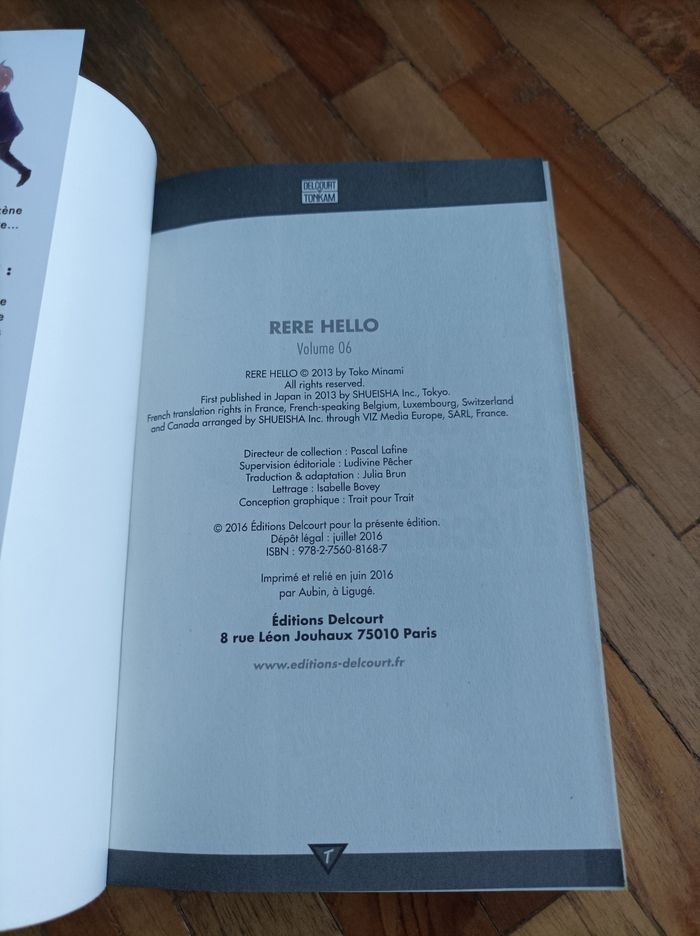 DELCOURT
TONKAM
RERE HELLO
Volume 06
RERE HELLO © 2013 by Toko Minami
All rights reserved.
First published in Japan in 2013 by SHUEISHA Inc., Tokyo.
French translation rights in France, French-speaking Belgium, Luxembourg, Switzerland
and Canada arranged by SHUEISHA Inc. through VIZ Media Europe, SARL, France.
Directeur de collection : Pascal Lafine
Supervision éditoriale : Ludivine Pêcher
Traduction & adaptation : Julia Brun
Lettrage : Isabelle Bovey
Conception graphique : Trait pour Trait
© 2016 Éditions Delcourt pour la présente édition.
Dépôt légal : juillet 2016
ISBN : 978-2-7560-8168-7
Imprimé et relié en juin 2016
par Aubin, à Ligugé.
Éditions Delcourt
8 rue Léon Jouhaux 75010 Paris
www.editions-delcourt.fr
T